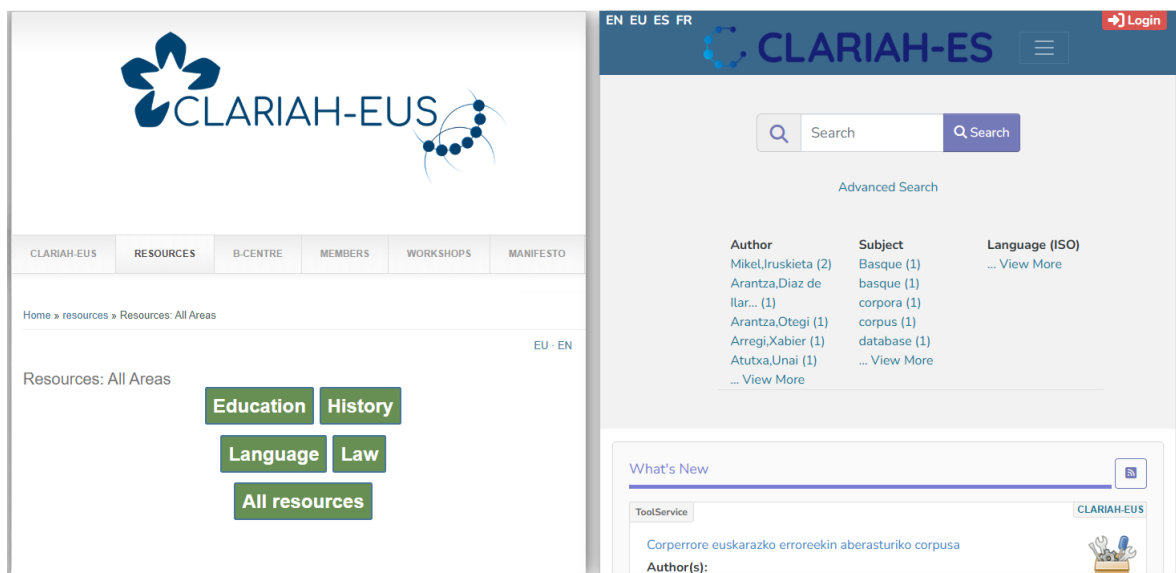 CLARIAH-EUS
CLARIAH-EUS RESOURCES B-CENTRE MEMBERS WORKSHOPS MANIFESTO
Home » resources » Resources: All Areas
EU · EN
Resources: All Areas
Education History
Language Law
All resources
EN EU ES FR
Login
CLARIAH-ES
Search Search
Advanced Search
Author
Mikel,Iruskieta (2)
Arantza,Diaz de
Ilar... (1)
Arantza,Otegi (1)
Arregi,Xabier (1)
Atutxa,Unai (1)
... View More
Subject
Basque (1)
basque (1)
corpora (1)
corpus (1)
database (1)
... View More
Language (ISO)
... View More
What's New
ToolService
CLARIAH-EUS
Corperrore euskarazko erroreekin aberasturiko corpusa
Author(s):